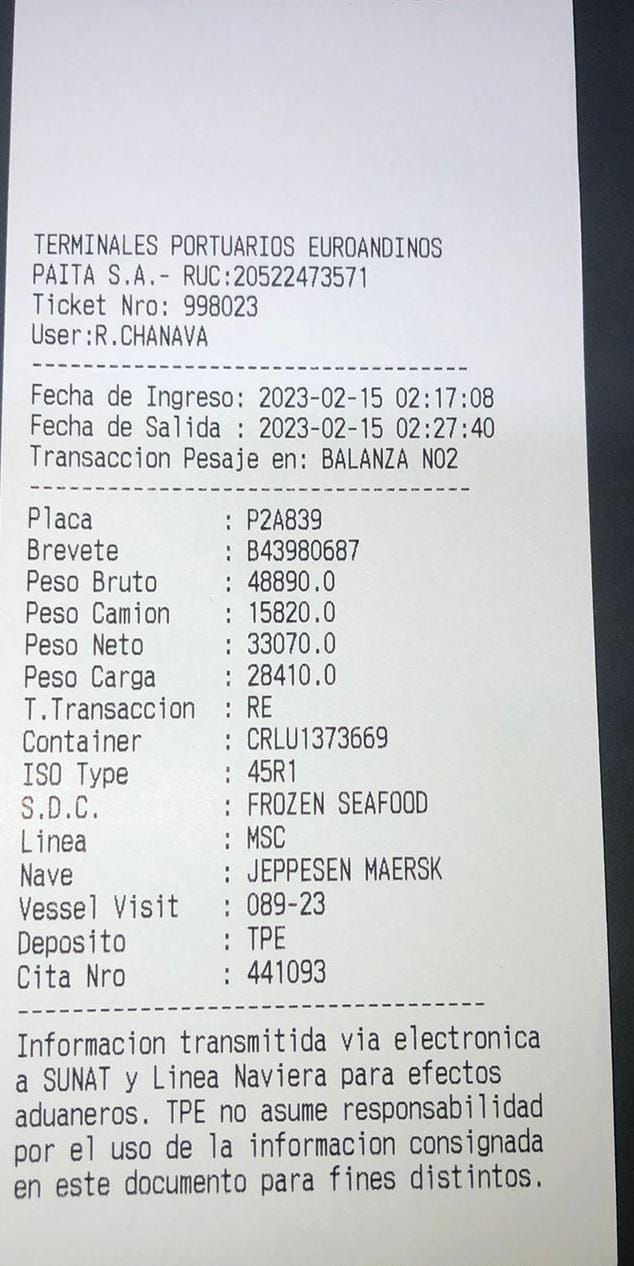 TERMINALES PORTUARIOS EUROANDINOS
PAITA S.A.- RUC:20522473571
Ticket Nro: 998023
User:R.CHANAVA
---------------------------------
Fecha de Ingreso: 2023-02-15 02:17:08
Fecha de Salida : 2023-02-15 02:27:40
Transaccion Pesaje en: BALANZA NO2
---------------------------------
Placa : P2A839
Brevete : B43980687
Peso Bruto : 48890.0
Peso Camion : 15820.0
Peso Neto : 33070.0
Peso Carga : 28410.0
T.Transaccion : RE
Container : CRLU1373669
ISO Type : 45R1
S.D.C. : FROZEN SEAFOOD
Linea : MSC
Nave : JEPPESEN MAERSK
Vessel Visit : 089-23
Deposito : TPE
Cita Nro : 441093
---------------------------------
Informacion transmitida via electronica
a SUNAT y Linea Naviera para efectos
aduaneros. TPE no asume responsabilidad
por el uso de la informacion consignada
en este documento para fines distintos.